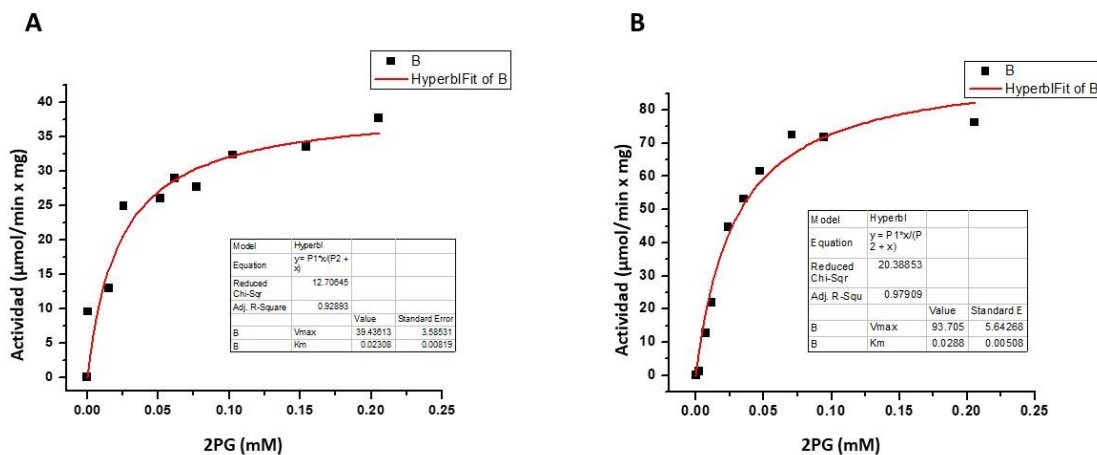 A
B
HyperblFit of B
Actividad (µmol/min x mg)
40
35
30
25
20
15
10
5
0
0.00
0.05
0.10
0.15
0.20
0.25
2PG (mM)
Model Hyperbl
Equation y= P1*x/(P2 + x)
Reduced Chi-Sqr 12.70645
Adj. R-Square 0.92893
Value Standard Error
B Vmax 39.43613 3.58531
B Km 0.02308 0.00819
B
B
HyperblFit of B
Actividad (µmol/min x mg)
80
70
60
50
40
30
20
10
0
0.00
0.05
0.10
0.15
0.20
0.25
2PG (mM)
Model Hyperbl
Equation y = P1*x/(P
2 + x)
Reduced Chi-Sqr 20.38853
Adj. R-Squ 0.97909
Value Standard E
B Vmax 93.705 5.64268
B Km 0.0288 0.00508